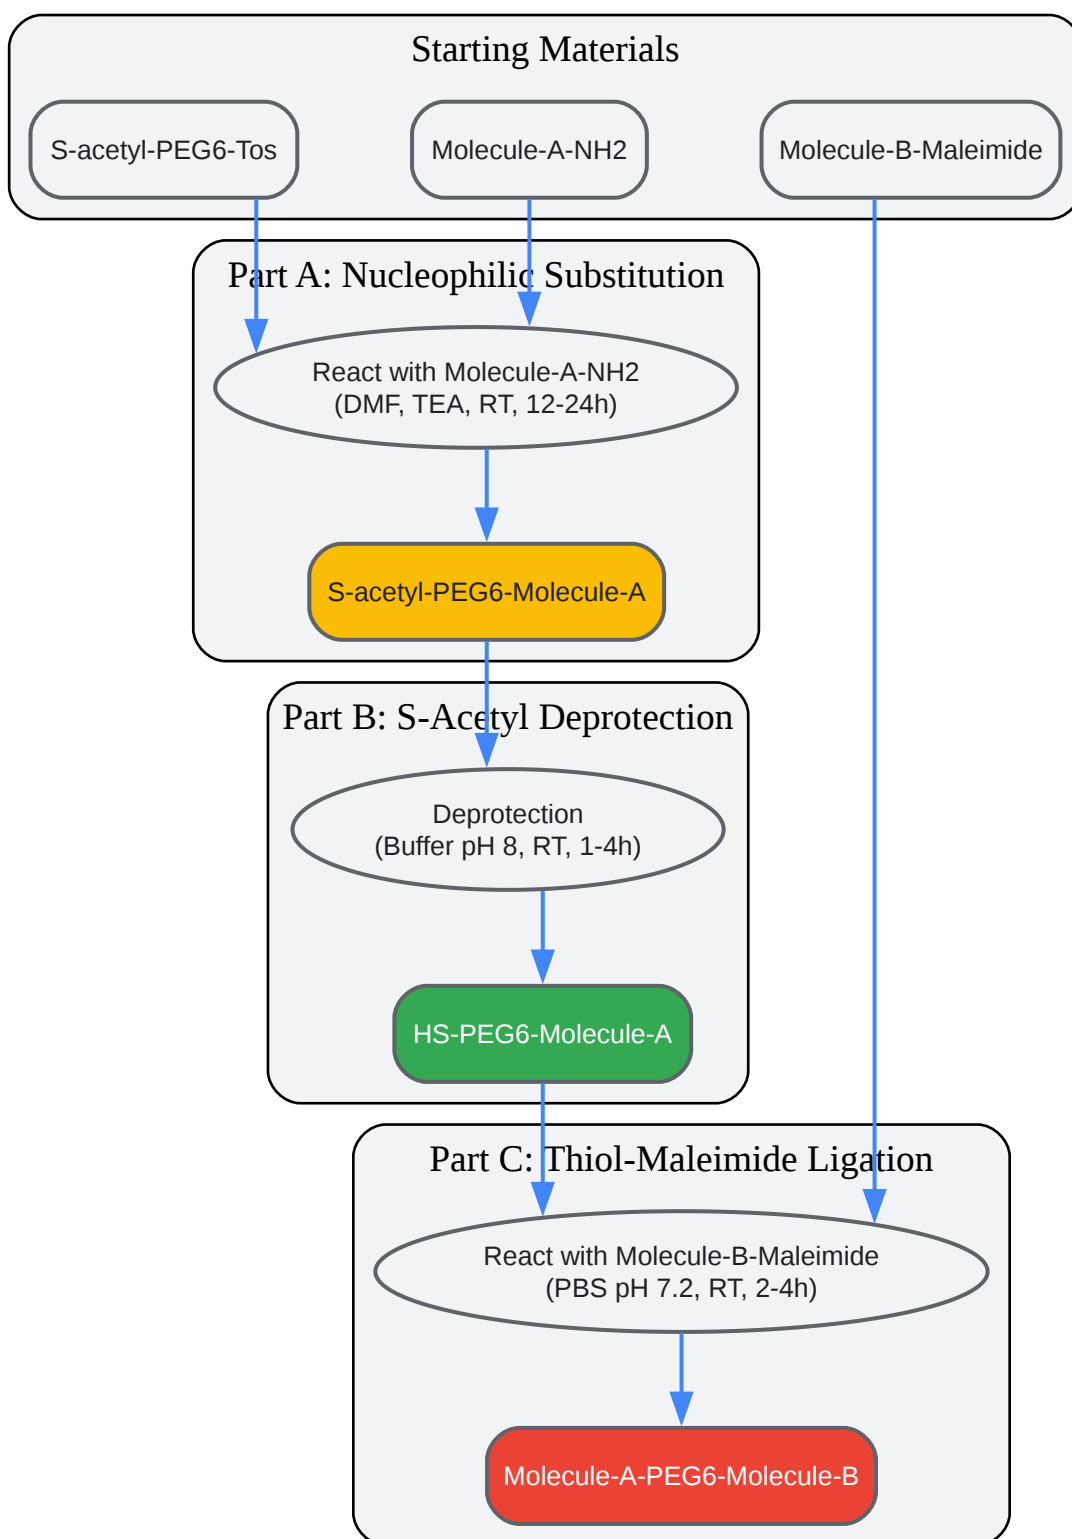 Starting Materials
S-acetyl-PEG6-Tos
Molecule-A-NH2
Molecule-B-Maleimide
Part A: Nucleophilic Substitution
React with Molecule-A-NH2
(DMF, TEA, RT, 12-24h)
S-acetyl-PEG6-Molecule-A
Part B: S-Acetyl Deprotection
Deprotection
(Buffer pH 8, RT, 1-4h)
HS-PEG6-Molecule-A
Part C: Thiol-Maleimide Ligation
React with Molecule-B-Maleimide
(PBS pH 7.2, RT, 2-4h)
Molecule-A-PEG6-Molecule-B